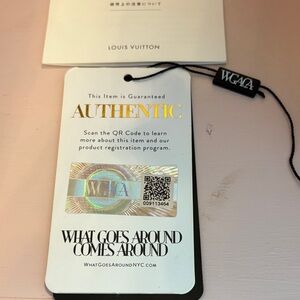 LOUIS VUITTON
WGACA
This Item is Guaranteed
AUTHENTIC
Scan the QR Code to learn
more about this item and our
product registration program.
WGACA
009113464
WHAT GOES AROUND
COMES AROUND
WHATGOESAROUNDNYC.COM